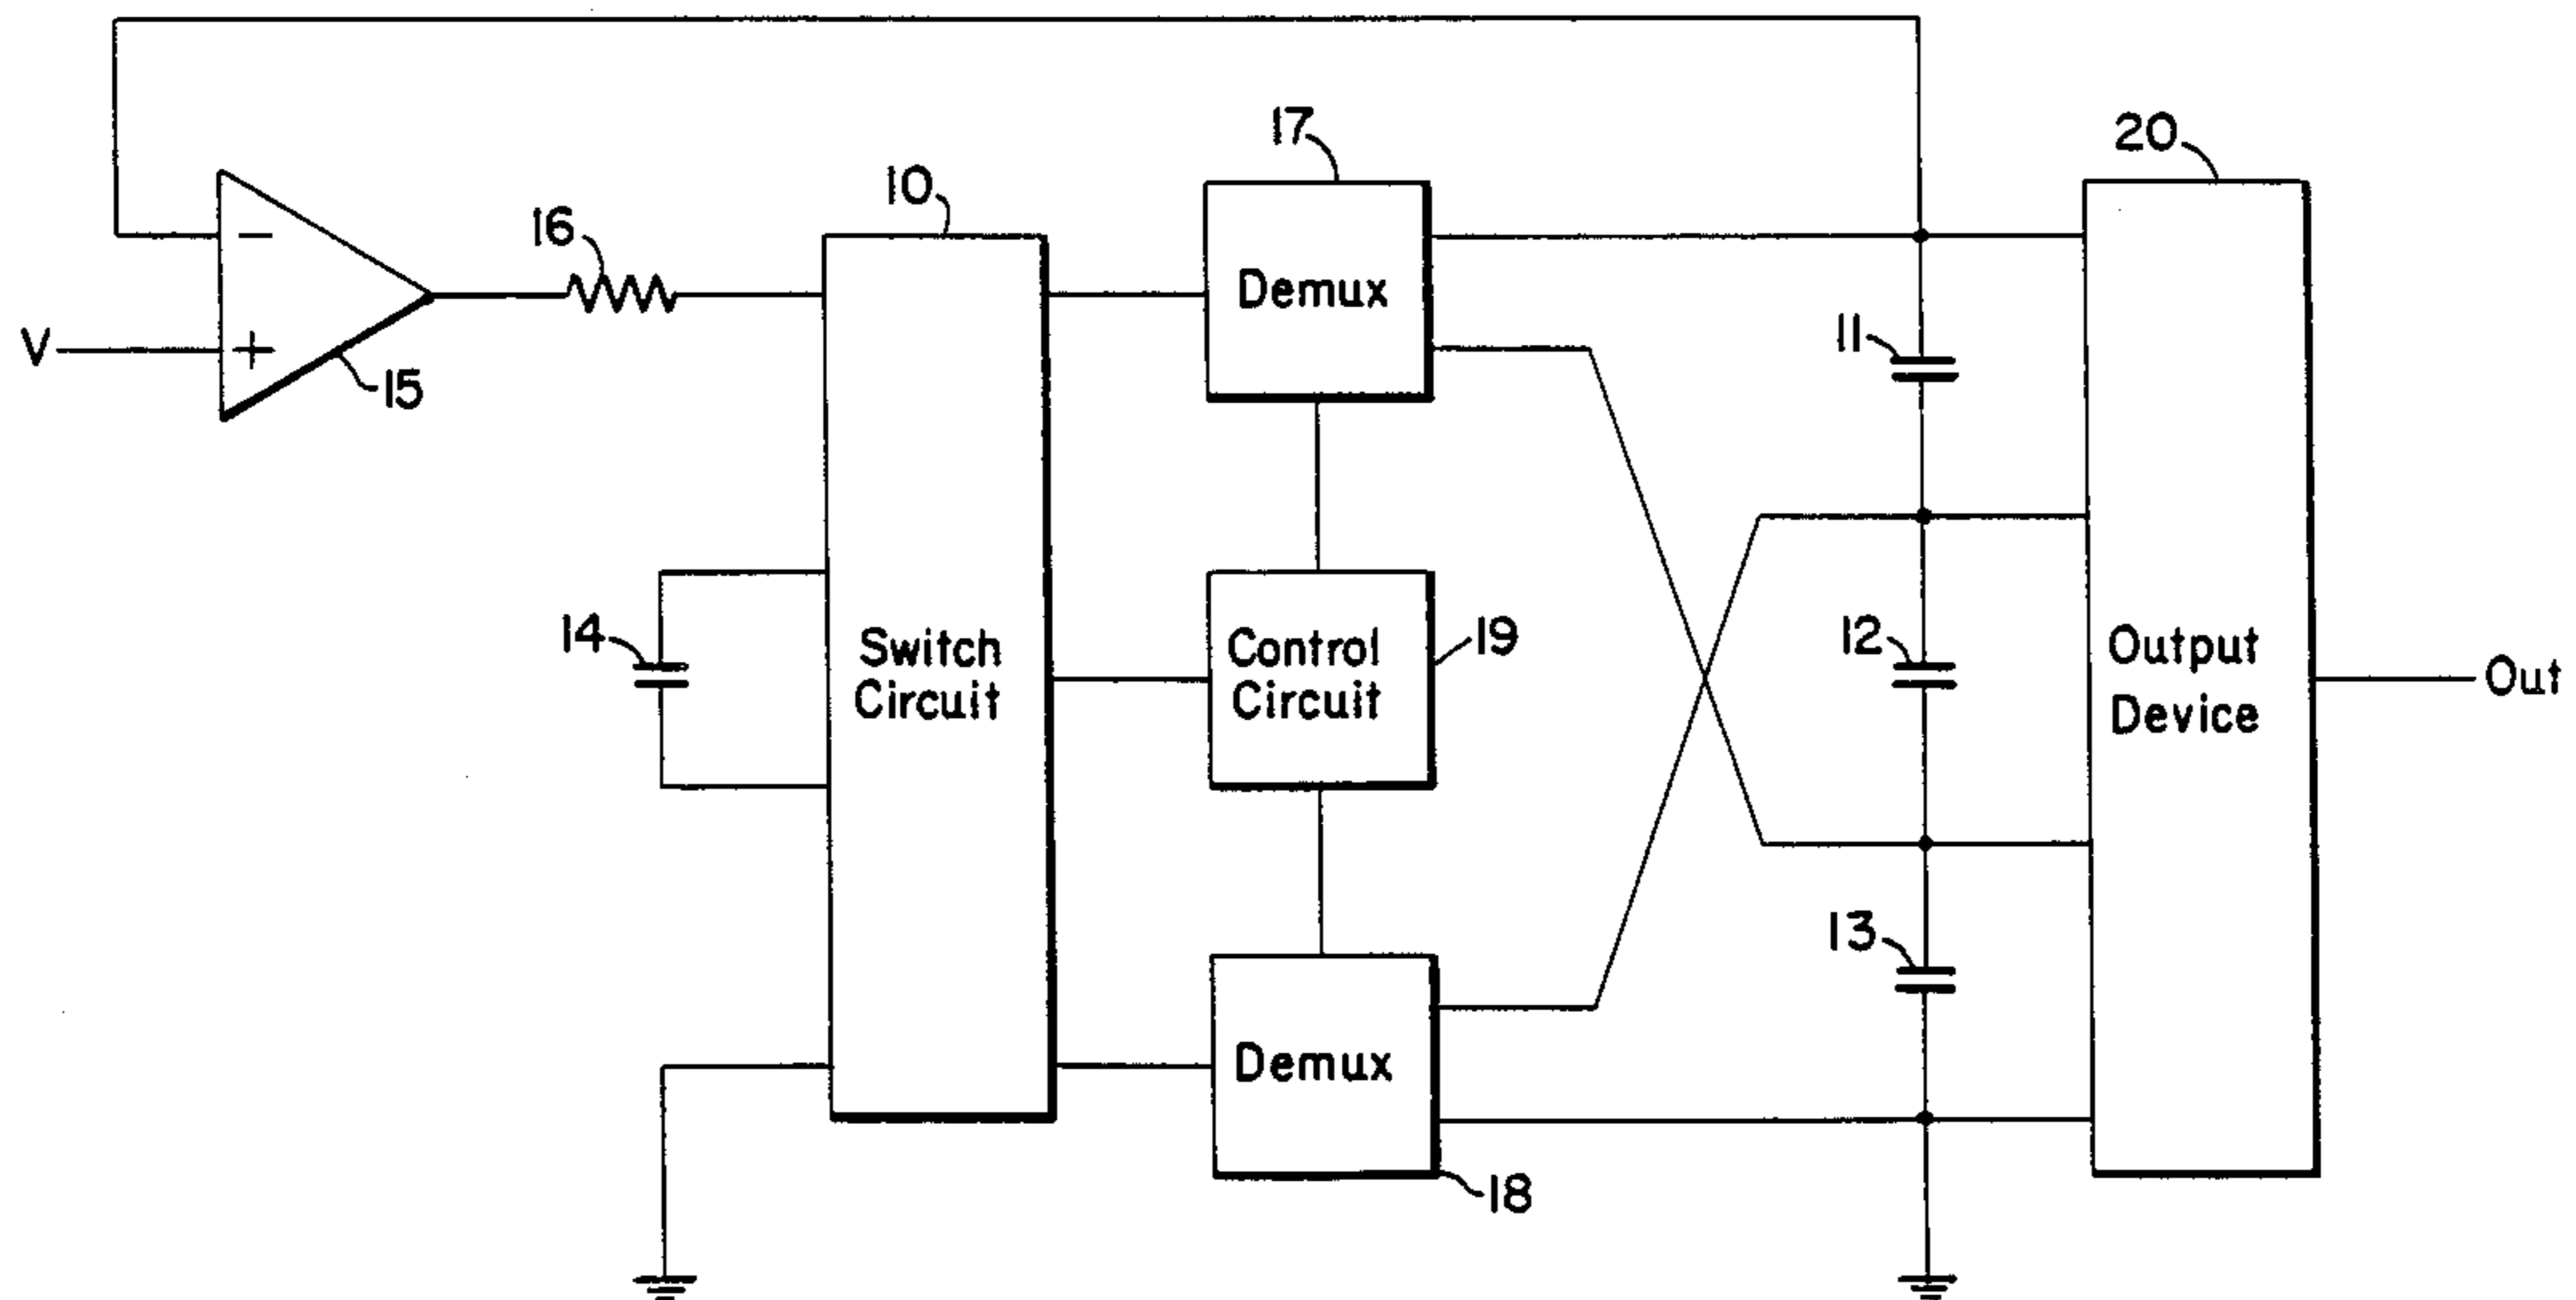 17
20
10
16
−
Demux
11
V
+
15
14
Switch
Circuit
Control
Circuit
19
12
Output
Device
Out
13
Demux
18